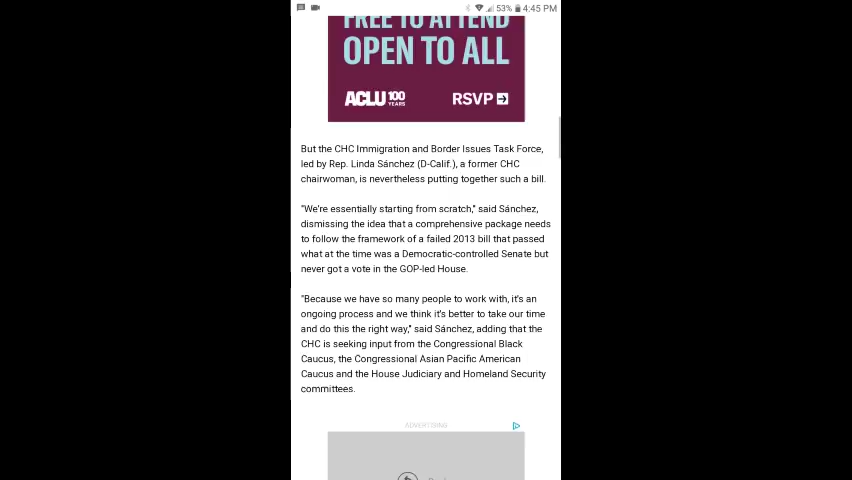 53% 4:45 PM
FREE TO ATTEND
OPEN TO ALL
ACLU 100 YEARS RSVP
But the CHC Immigration and Border Issues Task Force,
led by Rep. Linda Sánchez (D-Calif.), a former CHC
chairwoman, is nevertheless putting together such a bill.
"We're essentially starting from scratch," said Sánchez,
dismissing the idea that a comprehensive package needs
to follow the framework of a failed 2013 bill that passed
what at the time was a Democratic-controlled Senate but
never got a vote in the GOP-led House.
"Because we have so many people to work with, it's an
ongoing process and we think it's better to take our time
and do this the right way," said Sánchez, adding that the
CHC is seeking input from the Congressional Black
Caucus, the Congressional Asian Pacific American
Caucus and the House Judiciary and Homeland Security
committees.
ADVERTISING